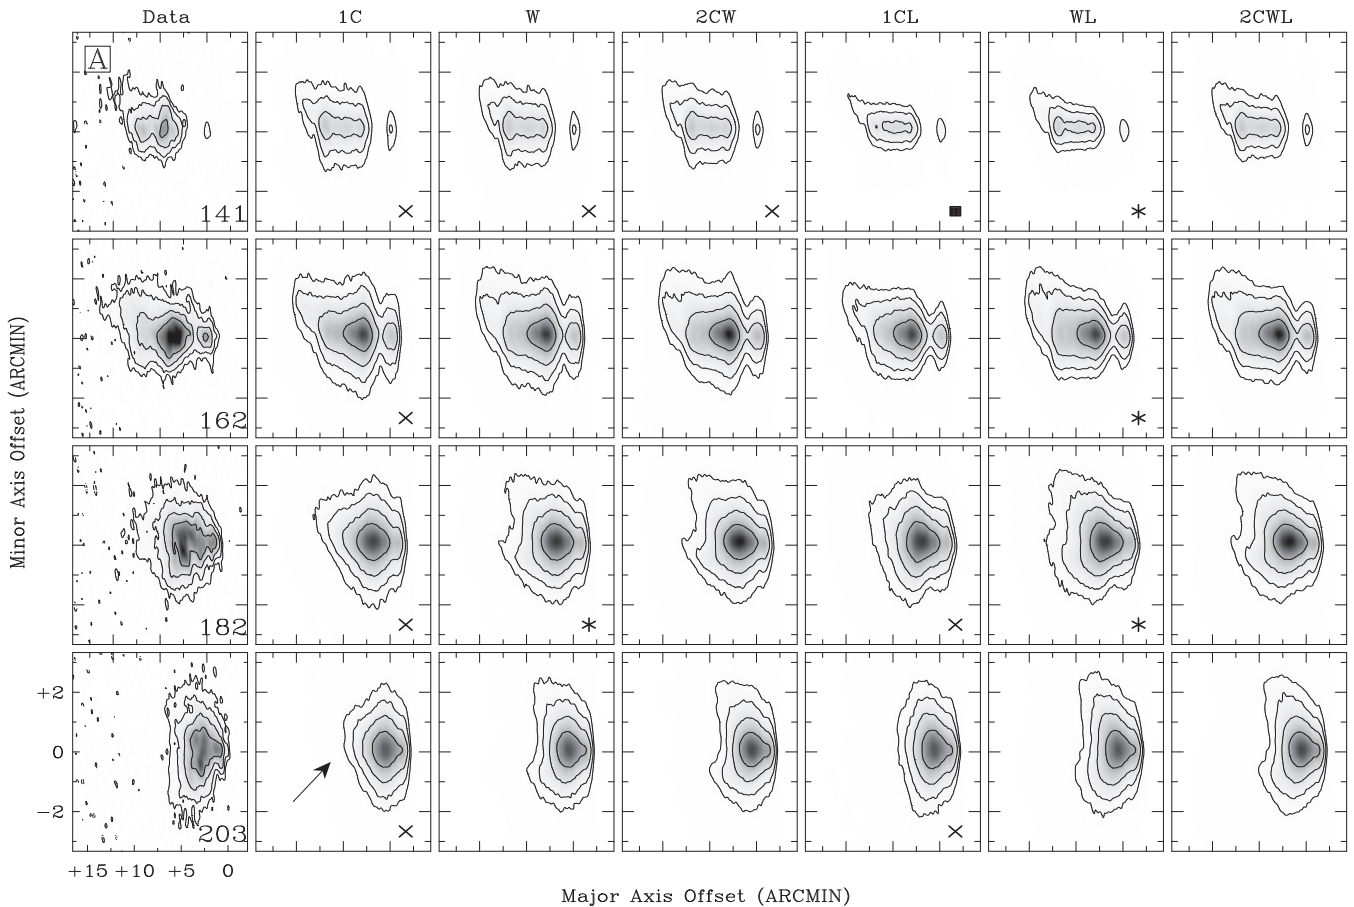 Data 1C W 2CW 1CL WL 2CWL
A
141
162
182
203
+2
0
−2
+15 +10 +5 0
Minor Axis Offset (ARCMIN)
Major Axis Offset (ARCMIN)